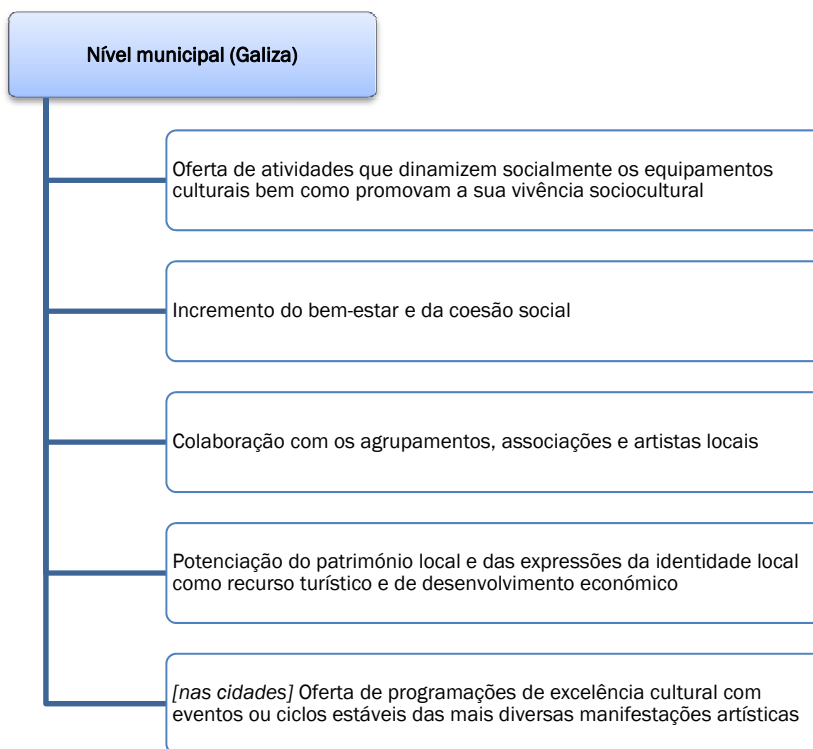 Nível municipal (Galiza)
Oferta de atividades que dinamizem socialmente os equipamentos
culturais bem como promovam a sua vivência sociocultural
Incremento do bem-estar e da coesão social
Colaboração com os agrupamentos, associações e artistas locais
Potenciação do património local e das expressões da identidade local
como recurso turístico e de desenvolvimento económico
[nas cidades] Oferta de programações de excelência cultural com
eventos ou ciclos estáveis das mais diversas manifestações artísticas